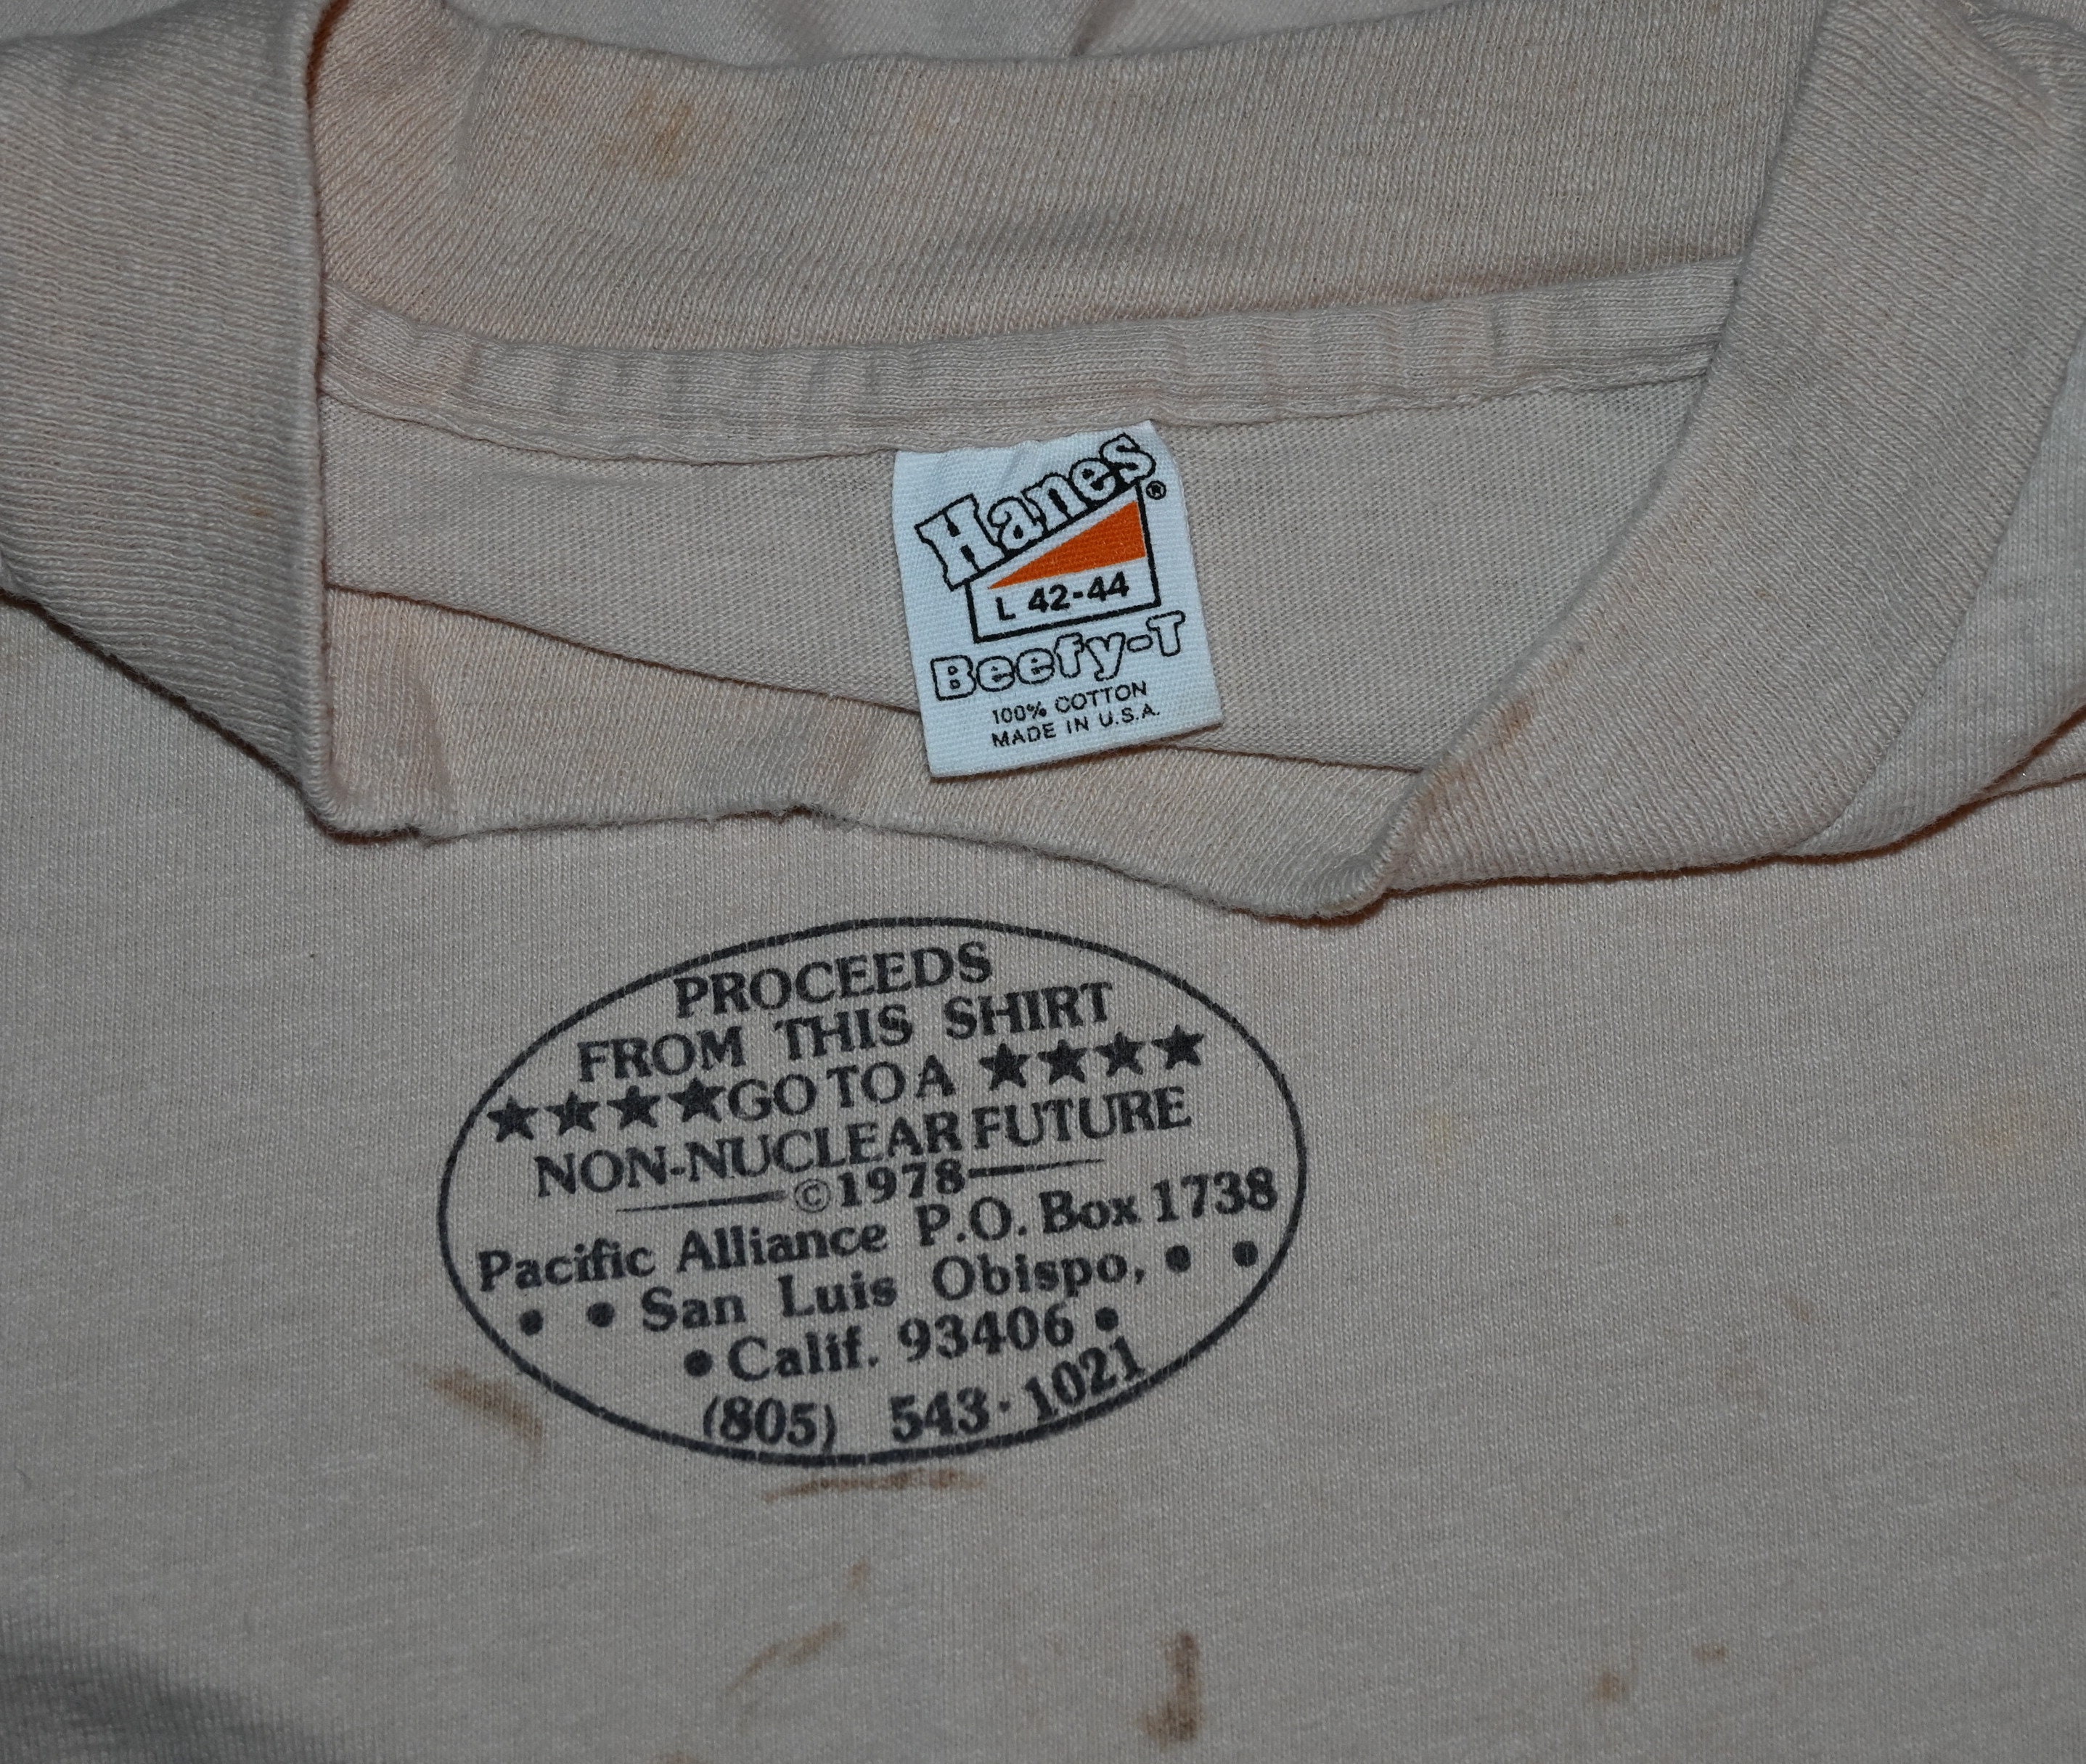 Hanes®
L 42-44
Beefy-T
100% COTTON
MADE IN U.S.A.
PROCEEDS
FROM THIS SHIRT
★★★★GO TO A ★★★★
NON-NUCLEAR FUTURE
©1978
Pacific Alliance P.O. Box 1738
• • San Luis Obispo, • •
• Calif. 93406 •
(805) 543·1021